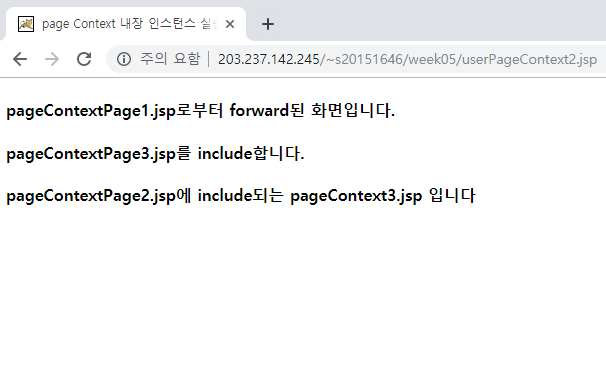 page Context 내장 인스턴스 실
주의 요함 203.237.142.245/~s20151646/week05/userPageContext2.jsp
pageContextPage1.jsp로부터 forward된 화면입니다.
pageContextPage3.jsp를 include합니다.
pageContextPage2.jsp에 include되는 pageContext3.jsp 입니다